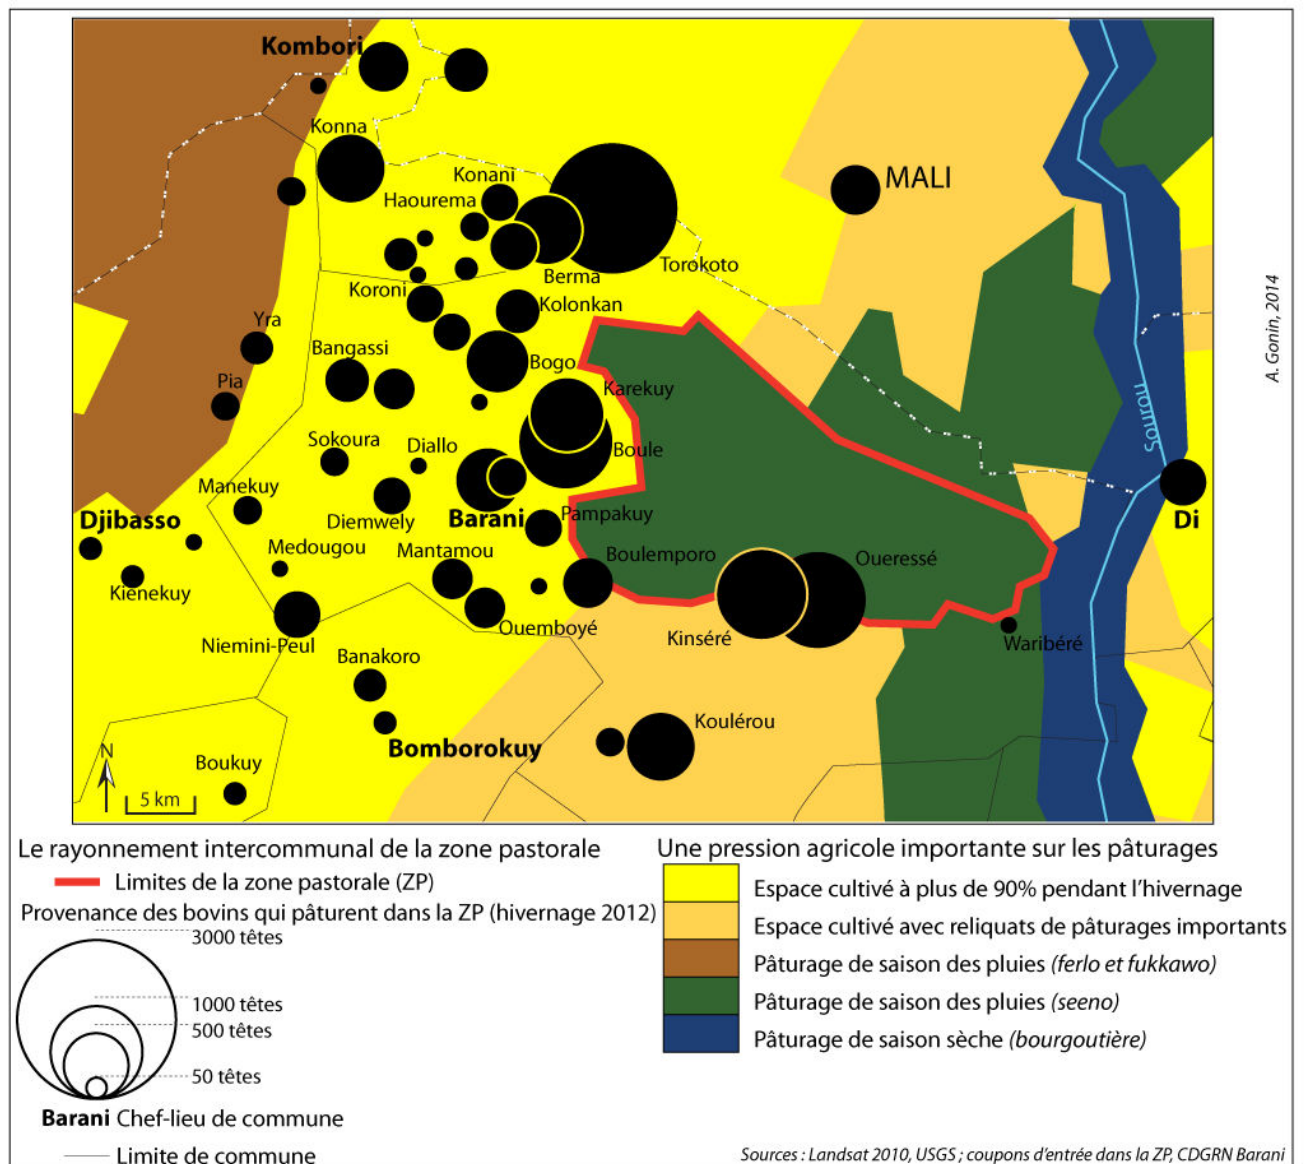 Kombori
Konna
Konani
Haourema
MALI
Torokoto
Berma
Koroni
Kolonkan
Yra
Bangassi
Bogo
Pia
Karekuy
Sokoura
Diallo
Boule
Sourou
Manekuy
Djibasso
Diemwely
Barani
Pampakuy
Di
Medougou
Mantamou
Boulemporo
Oueressé
Kienekuy
Niemini-Peul
Ouemboyé
Kinséré
Waribéré
Banakoro
Koulérou
Bomborokuy
Boukuy
N
5 km
A. Gonin, 2014
Le rayonnement intercommunal de la zone pastorale
Limites de la zone pastorale (ZP)
Provenance des bovins qui pâturent dans la ZP (hivernage 2012)
3000 têtes
1000 têtes
500 têtes
50 têtes
Barani Chef-lieu de commune
Limite de commune
Une pression agricole importante sur les pâturages
Espace cultivé à plus de 90% pendant l'hivernage
Espace cultivé avec reliquats de pâturages importants
Pâturage de saison des pluies (ferlo et fukkawo)
Pâturage de saison des pluies (seeno)
Pâturage de saison sèche (bourgoutière)
Sources : Landsat 2010, USGS ; coupons d'entrée dans la ZP, CDGRN Barani